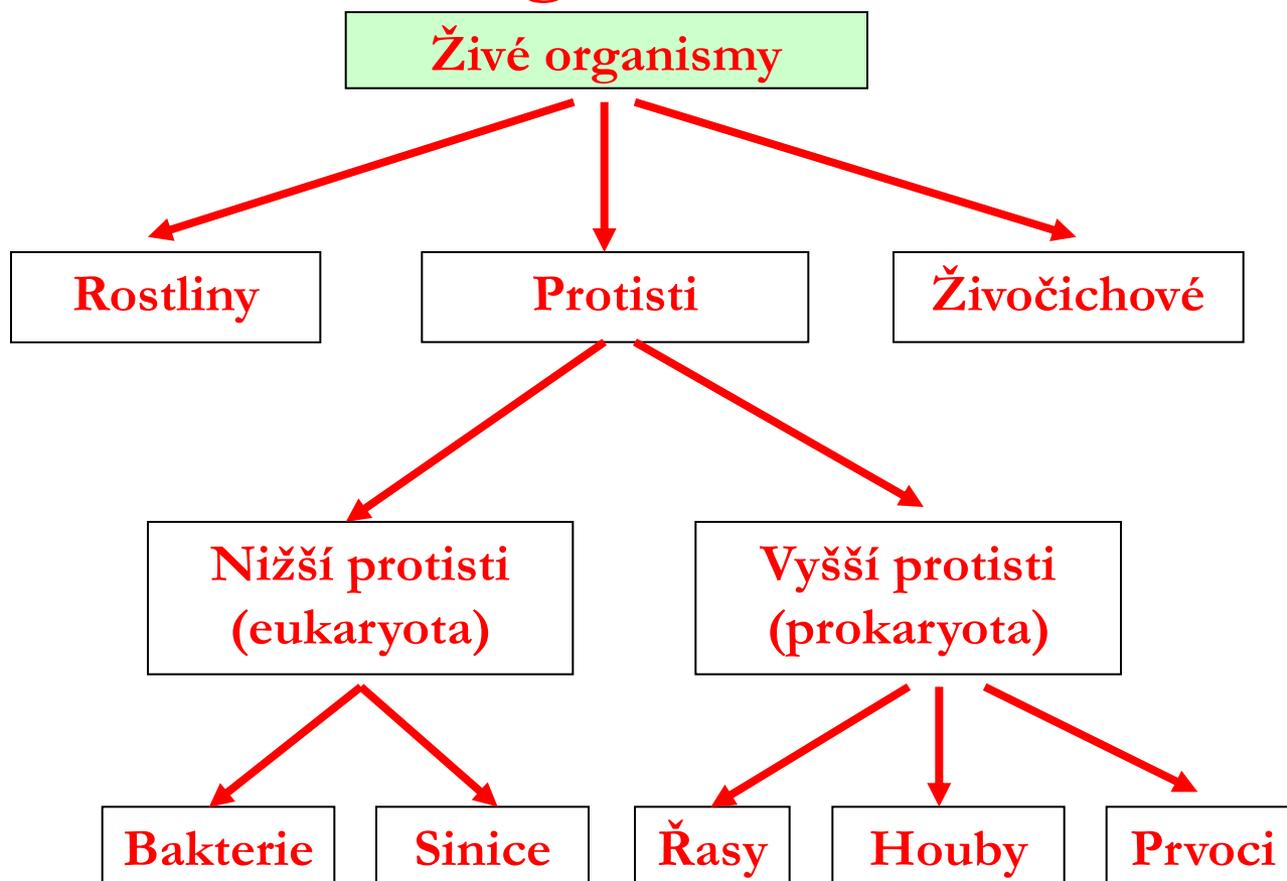 Živé organismy
Rostliny
Protisti
Živočichové
Nižší protisti
(eukaryota)
Vyšší protisti
(prokaryota)
Bakterie
Sinice
Řasy
Houby
Prvoci